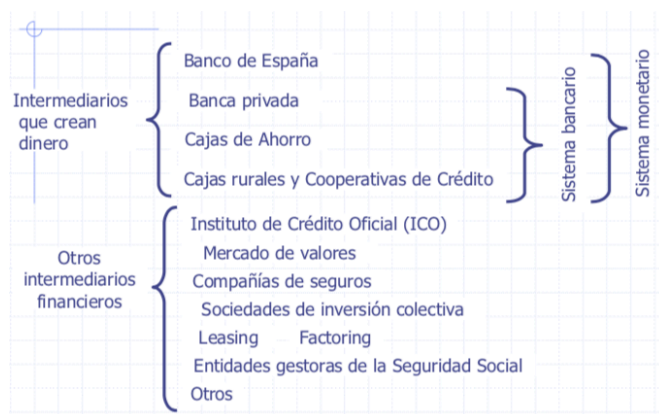 Intermediarios
que crean
dinero
Banco de España
Banca privada
Cajas de Ahorro
Cajas rurales y Cooperativas de Crédito
Sistema bancario
Sistema monetario
Otros
intermediarios
financieros
Instituto de Crédito Oficial (ICO)
Mercado de valores
Compañías de seguros
Sociedades de inversión colectiva
Leasing Factoring
Entidades gestoras de la Seguridad Social
Otros